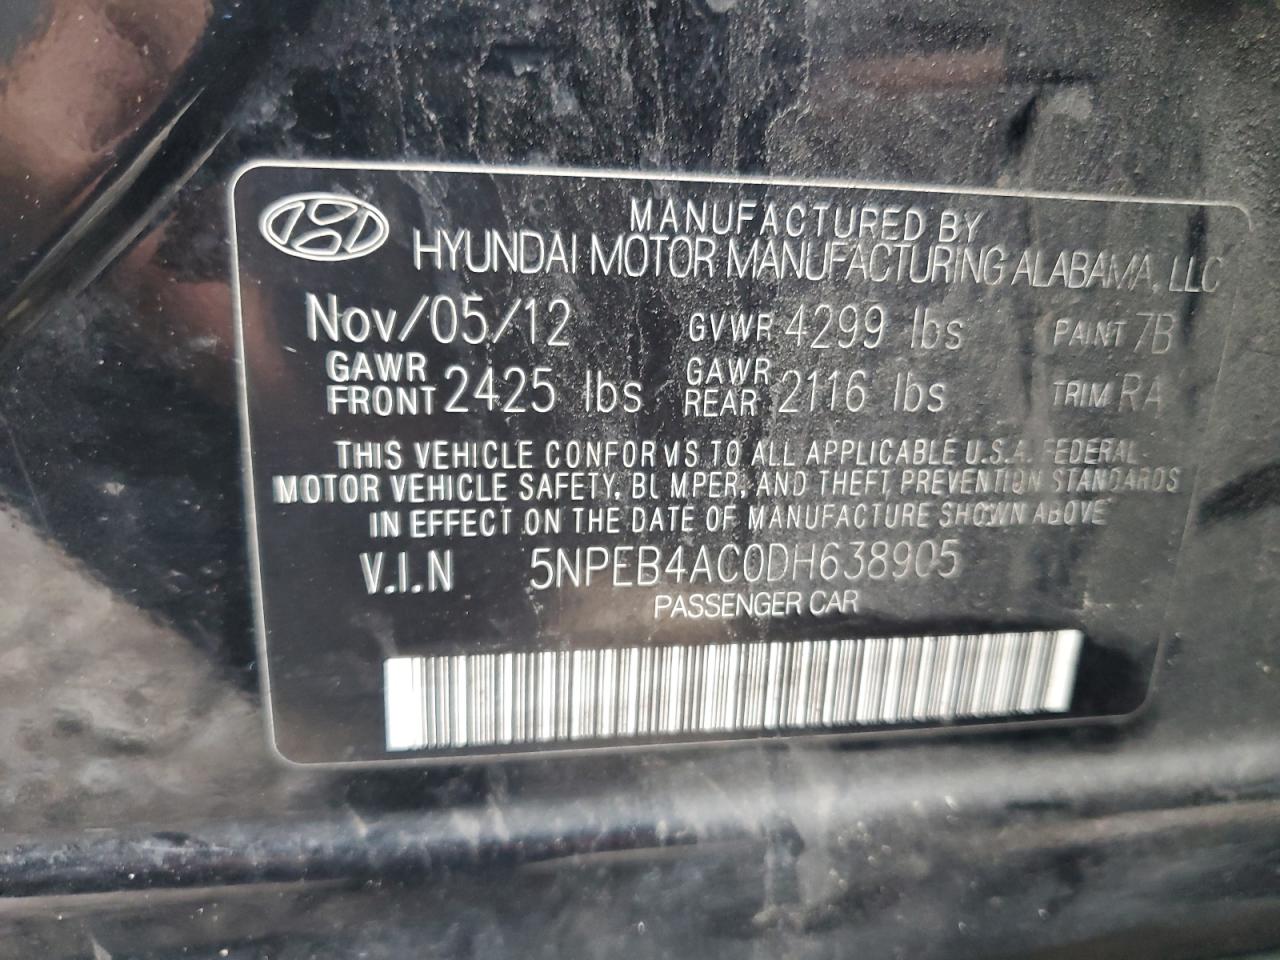 MANUFACTURED BY
HYUNDAI MOTOR MANUFACTURING ALABAMA, LLC
Nov/05/12 GVWR 4299 lbs PAINT 7B
GAWR FRONT 2425 lbs GAWR REAR 2116 lbs TRIM RA
THIS VEHICLE CONFORMS TO ALL APPLICABLE U.S.A. FEDERAL
MOTOR VEHICLE SAFETY, BUMPER, AND THEFT PREVENTION STANDARDS
IN EFFECT ON THE DATE OF MANUFACTURE SHOWN ABOVE
V.I.N 5NPEB4AC0DH638905
PASSENGER CAR